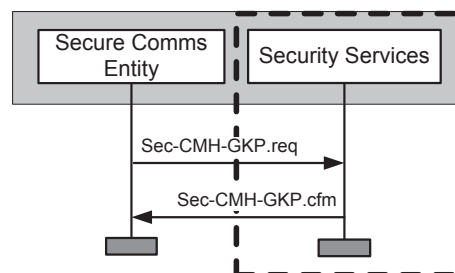 Secure Comms
Entity
Security Services
Sec-CMH-GKP.req
Sec-CMH-GKP.cfm